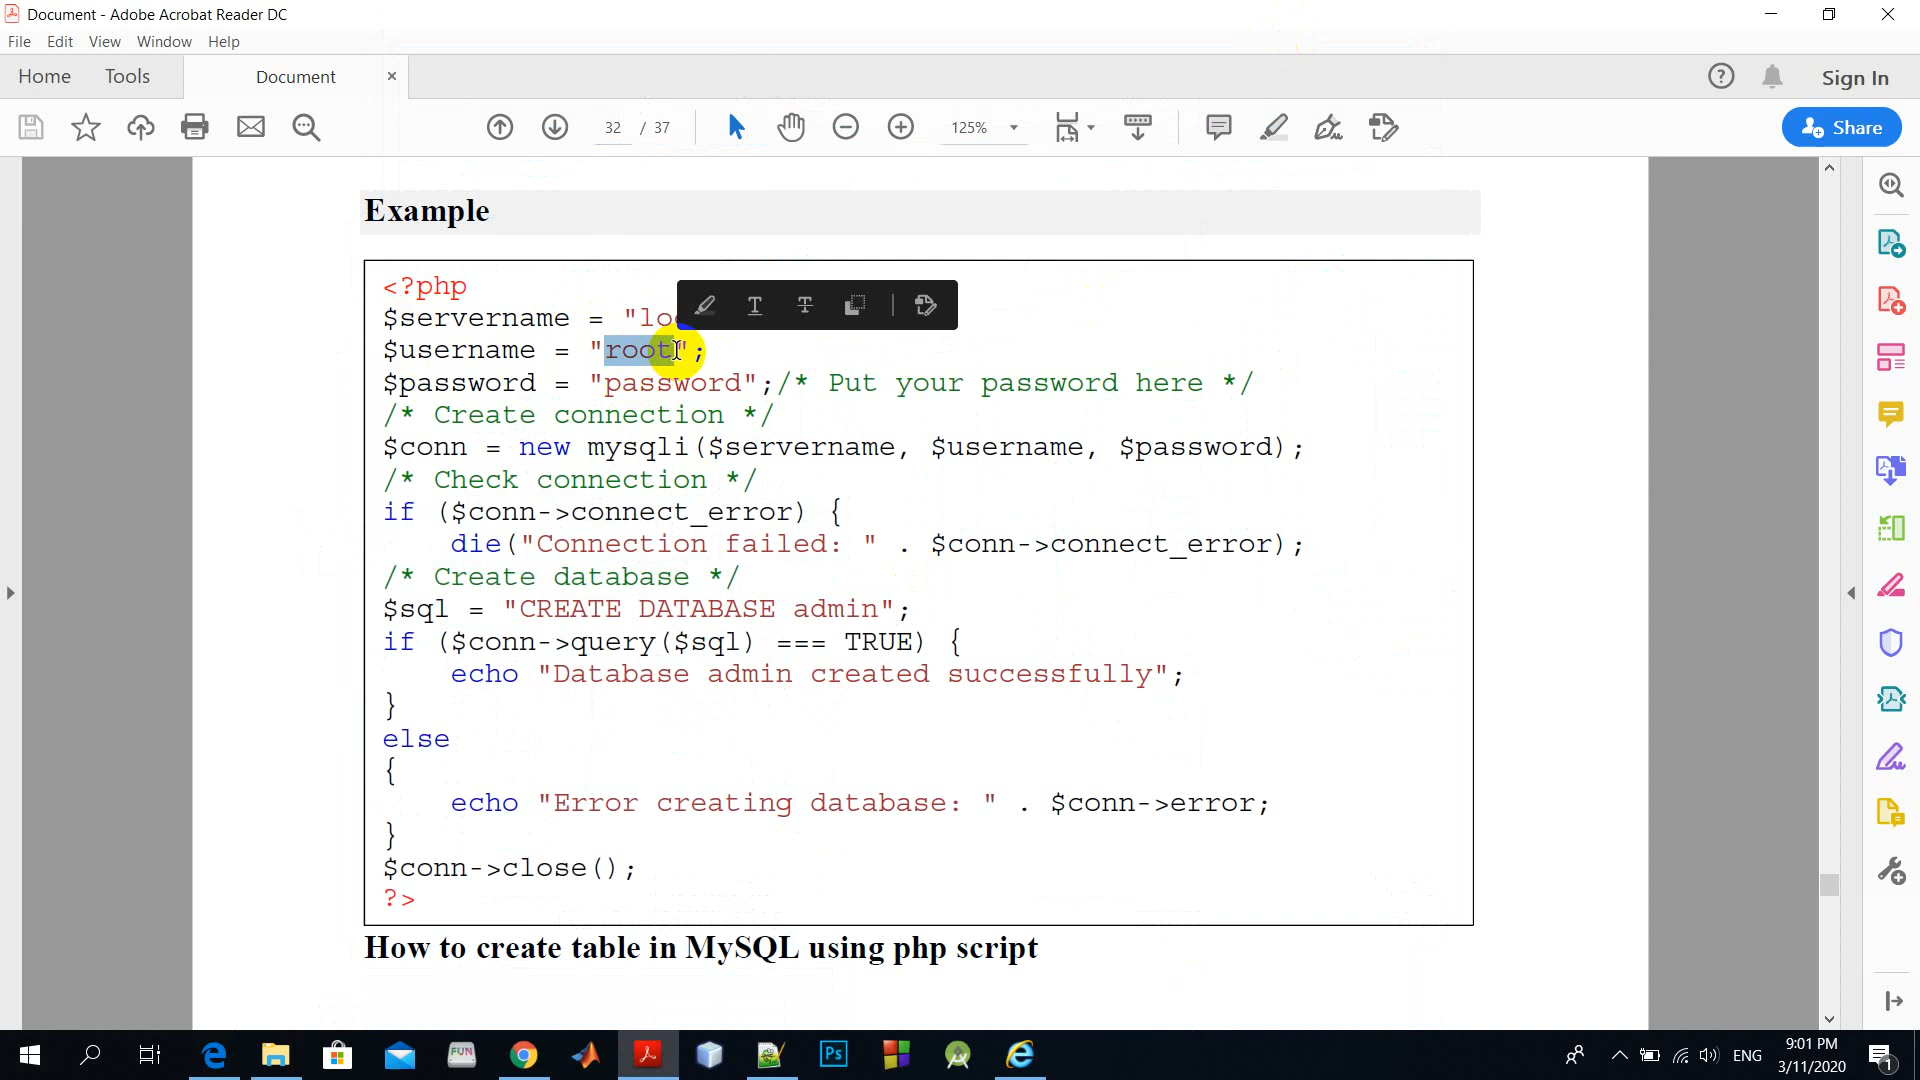 Document - Adobe Acrobat Reader DC
File Edit View Window Help
Home Tools Document
Sign In
32 / 37 125% Share
Example
<?php
$servername = "loc
$username = "root";
$password = "password";/* Put your password here */
/* Create connection */
$conn = new mysqli($servername, $username, $password);
/* Check connection */
if ($conn->connect_error) {
die("Connection failed: " . $conn->connect_error);
/* Create database */
$sql = "CREATE DATABASE admin";
if ($conn->query($sql) === TRUE) {
echo "Database admin created successfully";
}
else
{
echo "Error creating database: " . $conn->error;
}
$conn->close();
?>
How to create table in MySQL using php script
FUN Ps ENG 9:01 PM
3/11/2020 1